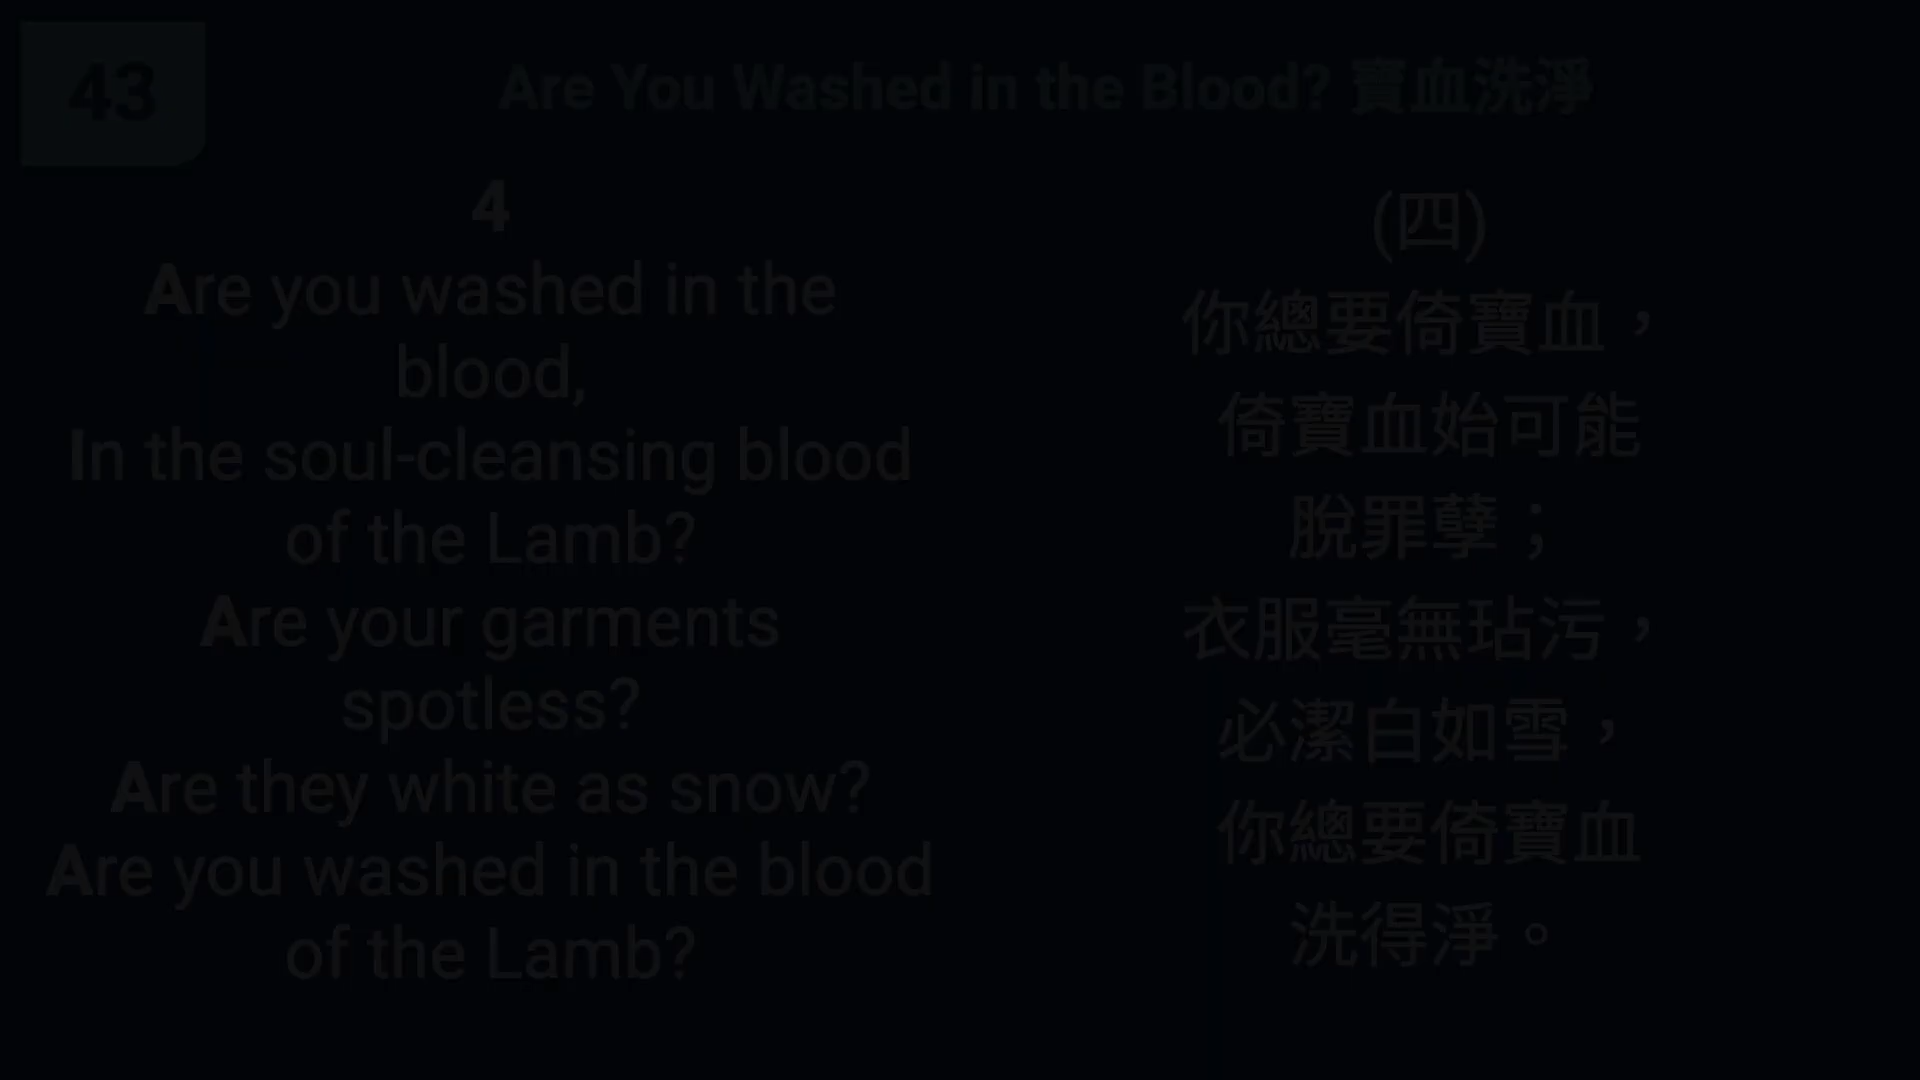 43
Are You Washed in the Blood? 寶血洗淨
4
Are you washed in the
blood,
In the soul-cleansing blood
of the Lamb?
Are your garments
spotless?
Are they white as snow?
Are you washed in the blood
of the Lamb?
(四)
你總要倚寶血，
倚寶血始可能
脫罪孽；
衣服毫無玷污，
必潔白如雪，
你總要倚寶血
洗得淨。